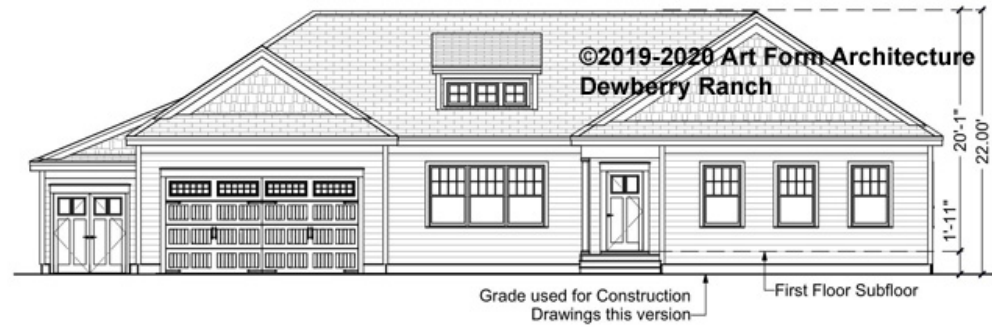 ©2019-2020 Art Form Architecture
Dewberry Ranch
20'-1"
22.00'
1'-11"
First Floor Subfloor
Grade used for Construction
Drawings this version